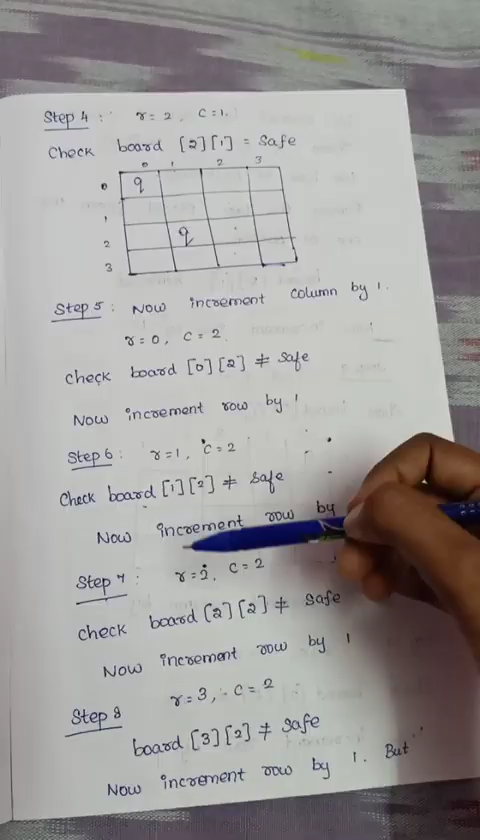 Step 4 : r = 2, c = 1.
Check board [2][1] = Safe
0 1 2 3
0 q
1
2 q
3
Step 5 : Now increment column by 1.
r = 0, c = 2.
check board [0][2] ≠ Safe
Now increment row by 1
Step 6 : r = 1, c = 2
Check board [1][2] ≠ Safe
Now increment row by
Step 7 : r = 2, c = 2
check board [2][2] ≠ Safe
Now increment row by 1
r = 3, c = 2
Step 8
board [3][2] ≠ Safe
Now increment row by 1. But